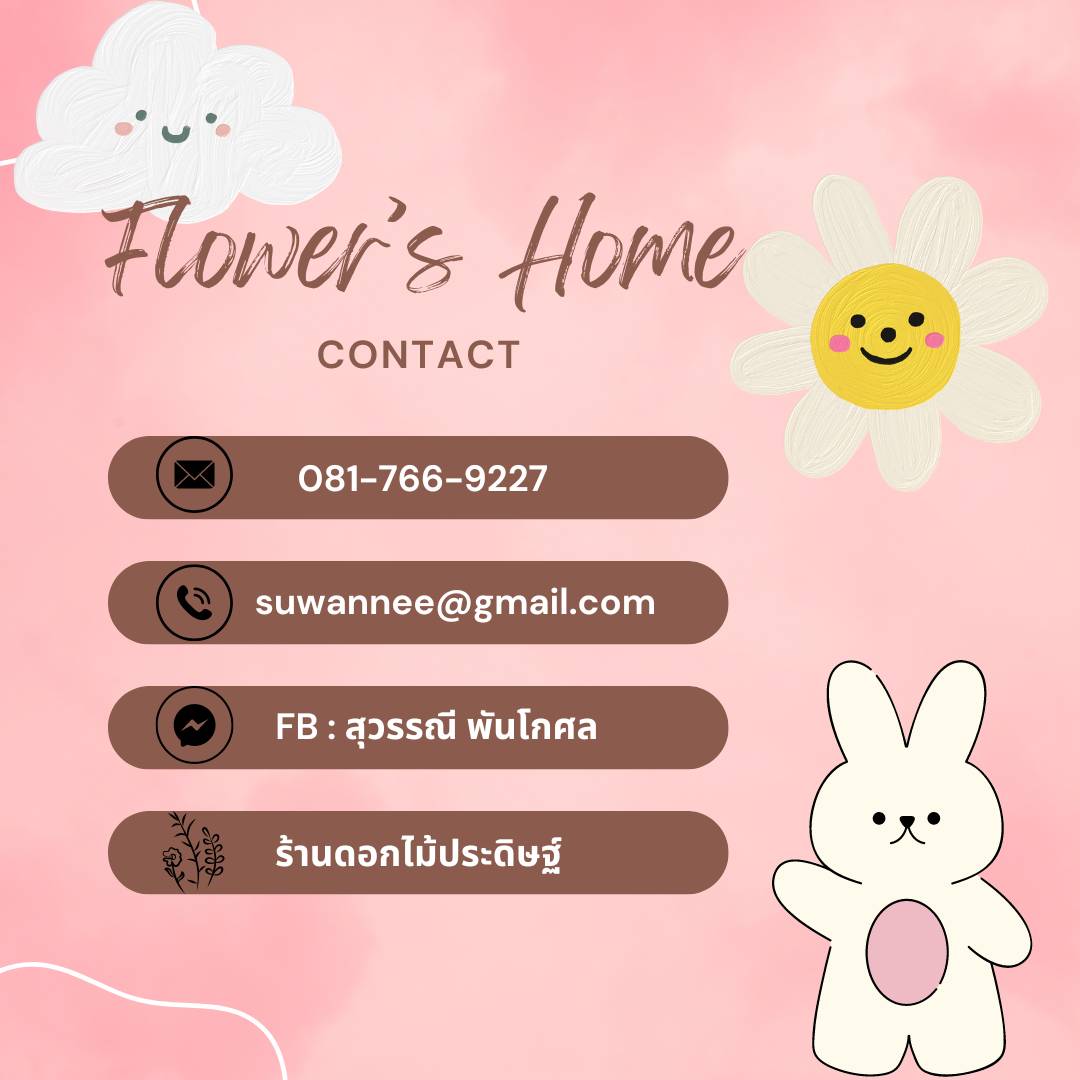 Flower's Home
CONTACT
081-766-9227
suwannee@gmail.com
FB : สุวรรณี พันโกศล
ร้านดอกไม้ประดิษฐ์